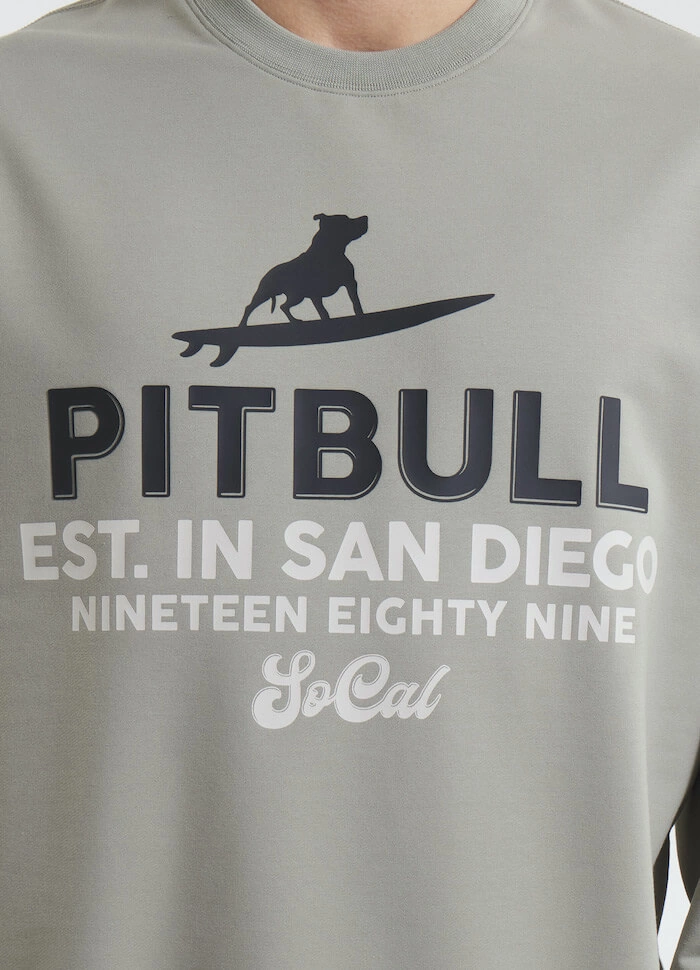 PITBULL
EST. IN SAN DIEGO
NINETEEN EIGHTY NINE
SoCal